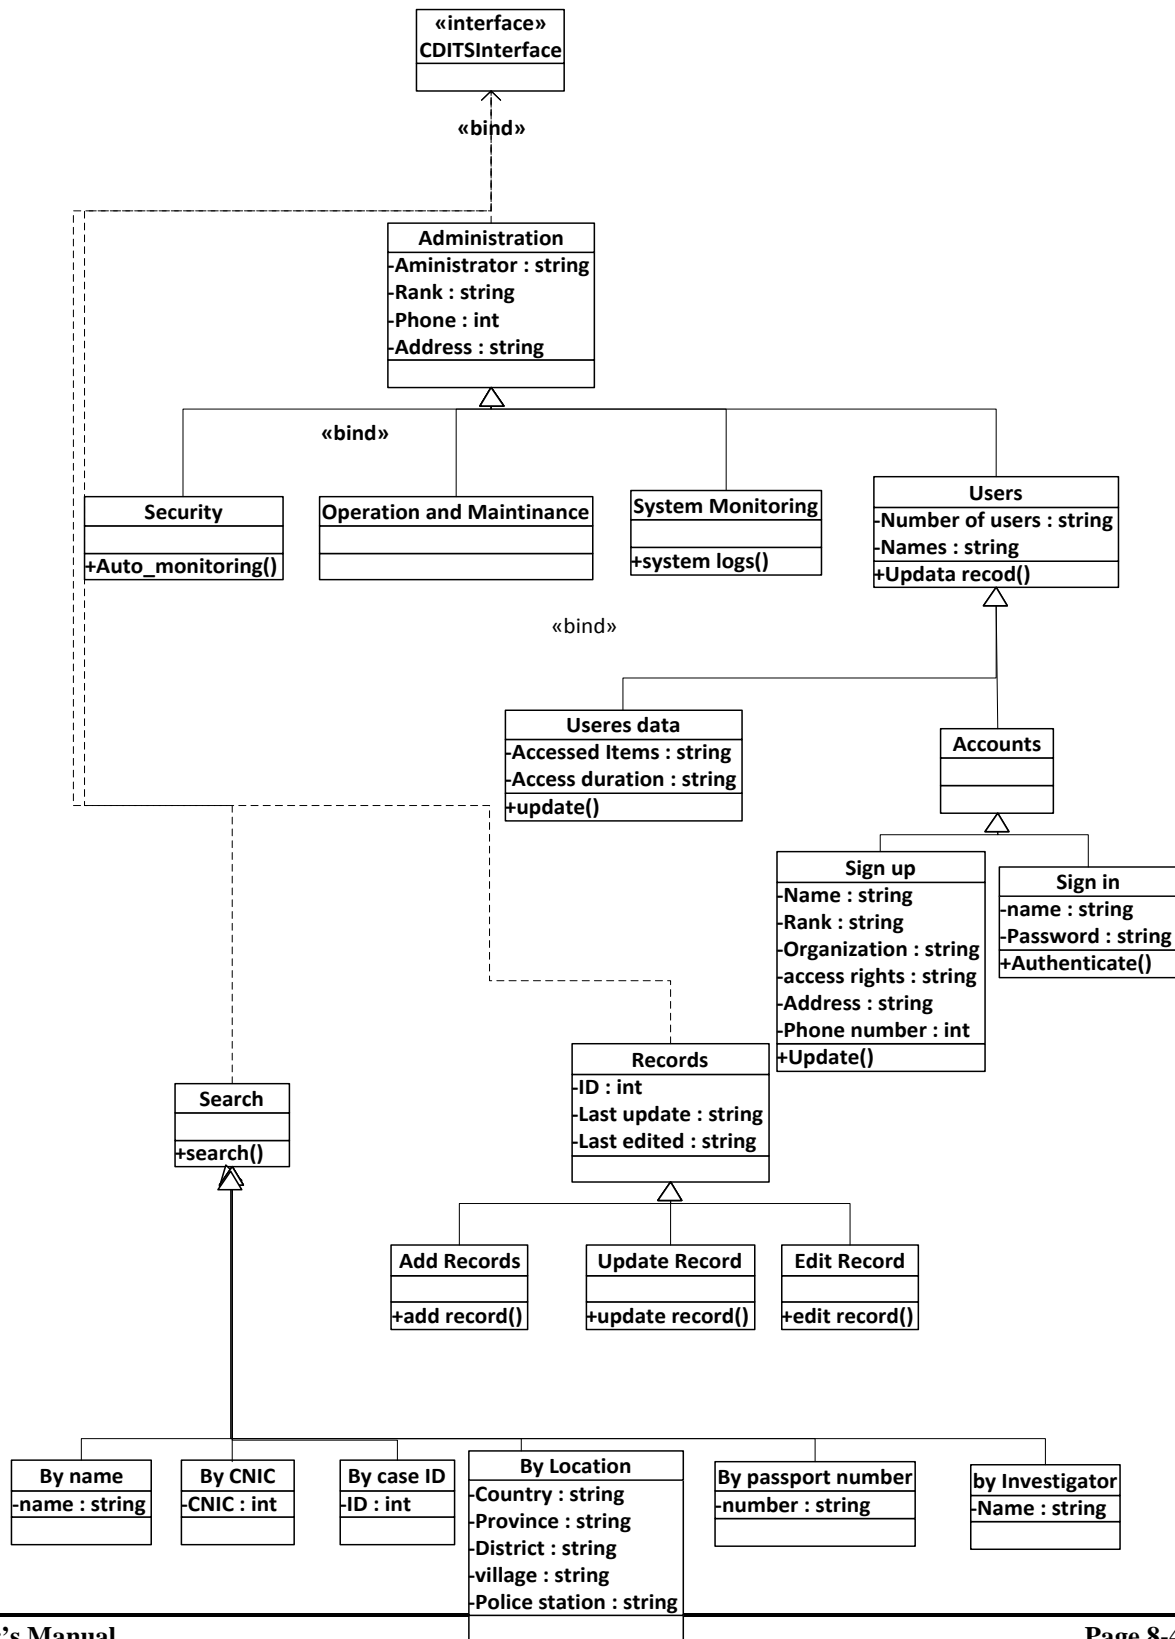 «interface»
CDITSInterface
«bind»
Administration
-Aministrator : string
-Rank : string
-Phone : int
-Address : string
«bind»
Security
+Auto_monitoring()
Operation and Maintinance
System Monitoring
+system logs()
Users
-Number of users : string
-Names : string
+Updata recod()
«bind»
Useres data
-Accessed Items : string
-Access duration : string
+update()
Accounts
Sign up
-Name : string
-Rank : string
-Organization : string
-access rights : string
-Address : string
-Phone number : int
+Update()
Sign in
-name : string
-Password : string
+Authenticate()
Records
-ID : int
-Last update : string
-Last edited : string
Search
+search()
Add Records
+add record()
Update Record
+update record()
Edit Record
+edit record()
By name
-name : string
By CNIC
-CNIC : int
By case ID
-ID : int
By Location
-Country : string
-Province : string
-District : string
-village : string
-Police station : string
By passport number
-number : string
by Investigator
-Name : string
's Manual
Page 8-4